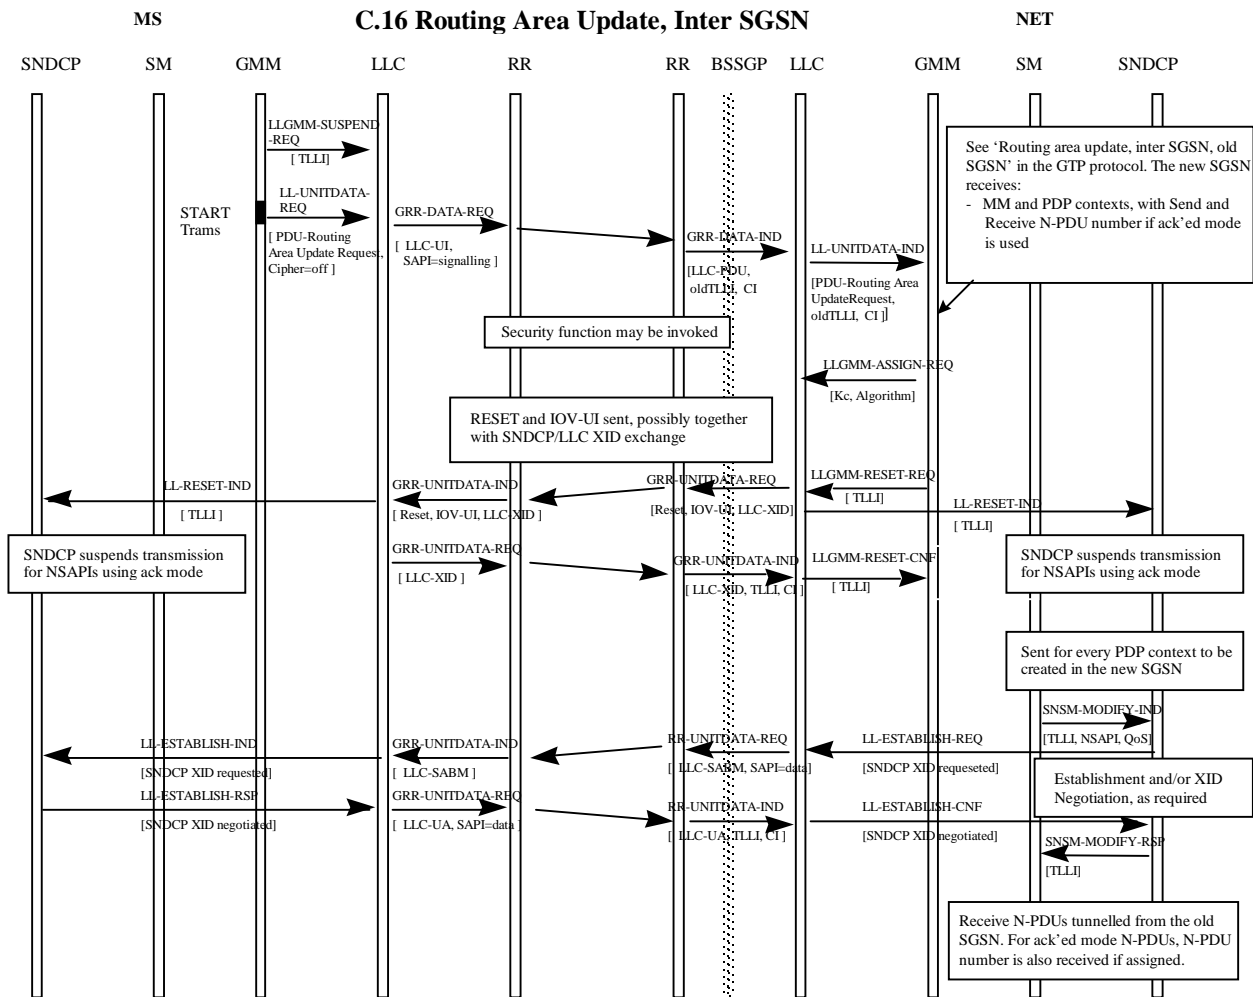 MS
C.16 Routing Area Update, Inter SGSN
NET
SNDCP SM GMM LLC RR RR BSSGP LLC GMM SM SNDCP
LLGMM-SUSPEND
-REQ
[ TLLI]
See ‘Routing area update, inter SGSN, old
SGSN’ in the GTP protocol. The new SGSN
receives:
- MM and PDP contexts, with Send and
Receive N-PDU number if ack’ed mode
is used
START
Trams
LL-UNITDATA-
REQ
[ PDU-Routing
Area Update Request,
Cipher=off ]
GRR-DATA-REQ
[ LLC-UI,
SAPI=signalling ]
GRR-DATA-IND
[LLC-PDU,
oldTLLI, CI
LL-UNITDATA-IND
[PDU-Routing Area
UpdateRequest,
oldTLLI, CI ]
Security function may be invoked
LLGMM-ASSIGN-REQ
[Kc, Algorithm]
RESET and IOV-UI sent, possibly together
with SNDCP/LLC XID exchange
LLGMM-RESET-REQ
[ TLLI]
GRR-UNITDATA-REQ
[Reset, IOV-UI, LLC-XID]
GRR-UNITDATA-IND
[ Reset, IOV-UI, LLC-XID ]
LL-RESET-IND
[ TLLI ]
LL-RESET-IND
[ TLLI]
SNDCP suspends transmission
for NSAPIs using ack mode
GRR-UNITDATA-REQ
[ LLC-XID ]
GRR-UNITDATA-IND
[ LLC-XID, TLLI, CI ]
LLGMM-RESET-CNF
[ TLLI]
SNDCP suspends transmission
for NSAPIs using ack mode
Sent for every PDP context to be
created in the new SGSN
SNSM-MODIFY-IND
[TLLI, NSAPI, QoS]
LL-ESTABLISH-REQ
[SNDCP XID requeseted]
RR-UNITDATA-REQ
[ LLC-SABM, SAPI=data]
GRR-UNITDATA-IND
[ LLC-SABM ]
LL-ESTABLISH-IND
[SNDCP XID requested]
Establishment and/or XID
Negotiation, as required
LL-ESTABLISH-RSP
[SNDCP XID negotiated]
GRR-UNITDATA-REQ
[ LLC-UA, SAPI=data ]
RR-UNITDATA-IND
[ LLC-UA, TLLI, CI ]
LL-ESTABLISH-CNF
[SNDCP XID negotiated]
SNSM-MODIFY-RSP
[TLLI]
Receive N-PDUs tunnelled from the old
SGSN. For ack’ed mode N-PDUs, N-PDU
number is also received if assigned.